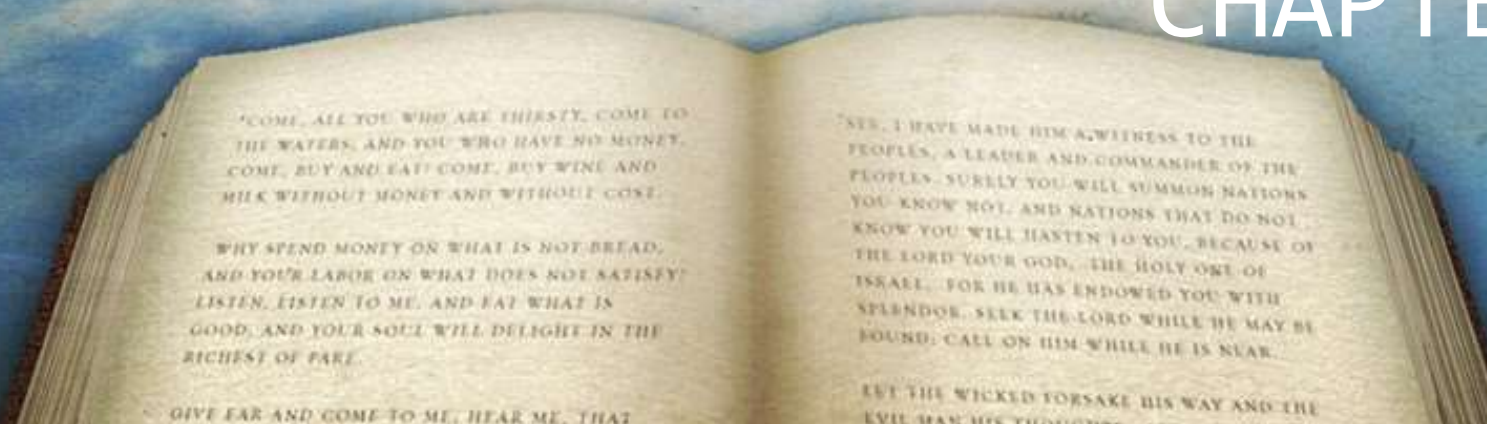 CHAPTE
"COME, ALL YOU WHO ARE THIRSTY, COME TO
THE WATERS, AND YOU WHO HAVE NO MONEY,
COME, BUY AND EAT! COME, BUY WINE AND
MILK WITHOUT MONEY AND WITHOUT COST.
WHY SPEND MONEY ON WHAT IS NOT BREAD,
AND YOUR LABOR ON WHAT DOES NOT SATISFY?
LISTEN, LISTEN TO ME, AND EAT WHAT IS
GOOD, AND YOUR SOUL WILL DELIGHT IN THE
RICHEST OF FARE.
GIVE EAR AND COME TO ME, HEAR ME, THAT
"SEE, I HAVE MADE HIM A WITNESS TO THE
PEOPLES, A LEADER AND COMMANDER OF THE
PEOPLES. SURELY YOU WILL SUMMON NATIONS
YOU KNOW NOT, AND NATIONS THAT DO NOT
KNOW YOU WILL HASTEN TO YOU, BECAUSE OF
THE LORD YOUR GOD, THE HOLY ONE OF
ISRAEL, FOR HE HAS ENDOWED YOU WITH
SPLENDOR. SEEK THE LORD WHILE HE MAY BE
FOUND; CALL ON HIM WHILE HE IS NEAR.
LET THE WICKED FORSAKE HIS WAY AND THE
EVIL MAN HIS THOUGHTS